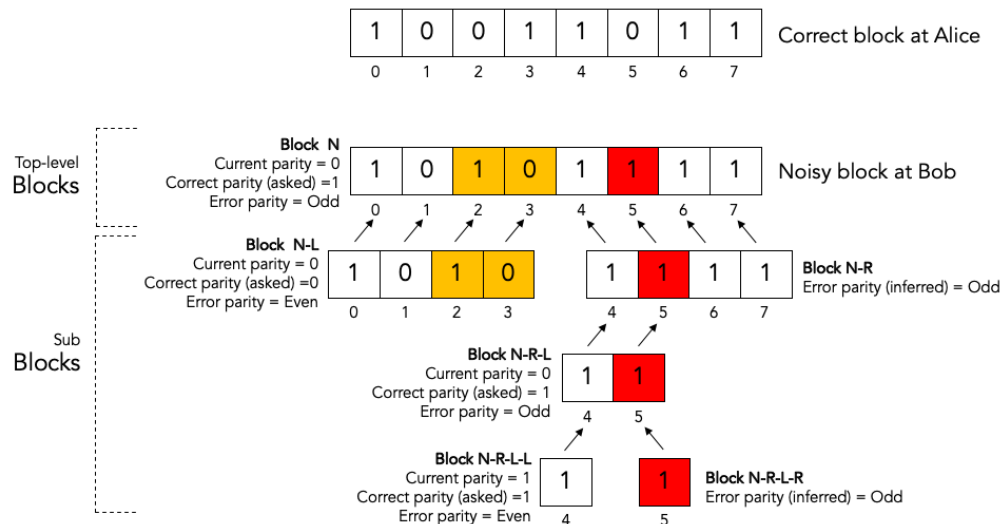 1 0 0 1 1 0 1 1 Correct block at Alice
0 1 2 3 4 5 6 7
Top-level
Blocks
Block N
Current parity = 0
Correct parity (asked) =1
Error parity = Odd
1 0 1 0 1 1 1 1 Noisy block at Bob
0 1 2 3 4 5 6 7
Sub
Blocks
Block N-L
Current parity = 0
Correct parity (asked) =0
Error parity = Even
1 0 1 0
0 1 2 3
1 1 1 1
4 5 6 7
Block N-R
Error parity (inferred) = Odd
Block N-R-L
Current parity = 0
Correct parity (asked) = 1
Error parity = Odd
1 1
4 5
Block N-R-L-L
Current parity = 1
Correct parity (asked) =1
Error parity = Even
1
4
1
5
Block N-R-L-R
Error parity (inferred) = Odd